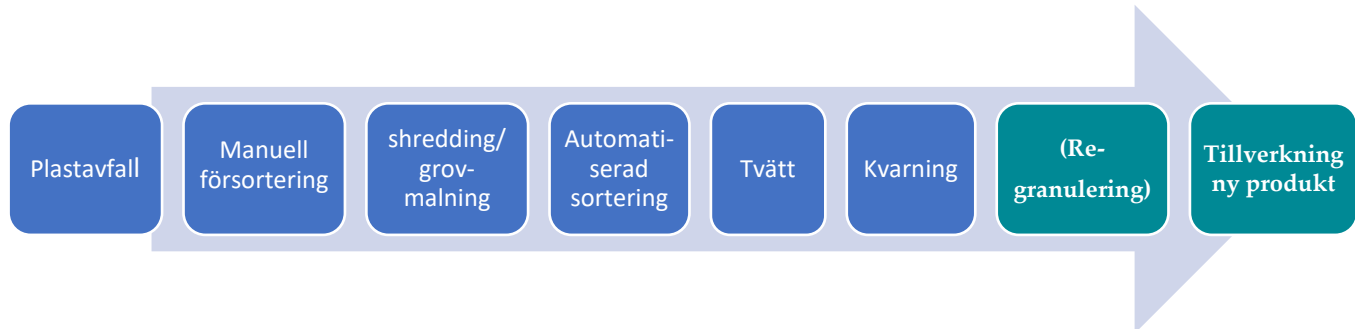 Plastavfall
Manuell
försortering
shredding/
grov-
malning
Automati-
serad
sortering
Tvätt
Kvarning
(Re-
granulering)
Tillverkning
ny produkt